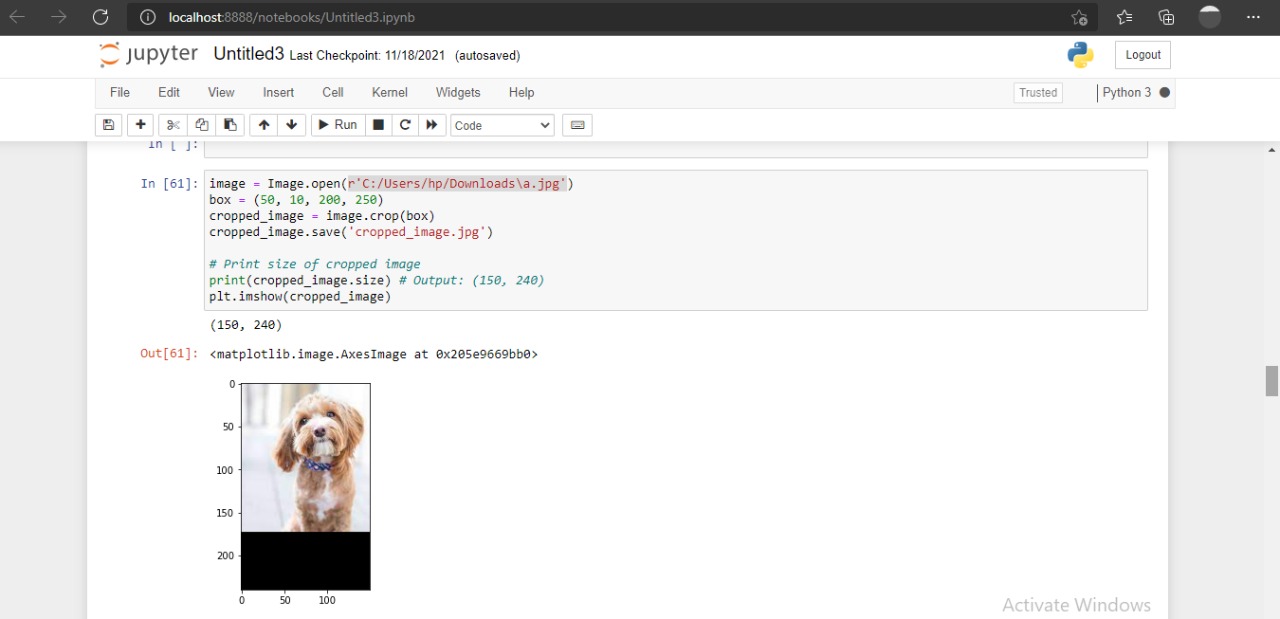 localhost:8888/notebooks/Untitled3.ipynb
jupyter Untitled3 Last Checkpoint: 11/18/2021 (autosaved)
Logout
File Edit View Insert Cell Kernel Widgets Help
Trusted
Python 3
Run
Code
In [ ]:
In [61]:
image = Image.open(r'C:/Users/hp/Downloads\a.jpg')
box = (50, 10, 200, 250)
cropped_image = image.crop(box)
cropped_image.save('cropped_image.jpg')
# Print size of cropped image
print(cropped_image.size) # Output: (150, 240)
plt.imshow(cropped_image)
(150, 240)
Out[61]: <matplotlib.image.AxesImage at 0x205e9669bb0>
0
50
100
150
200
0 50 100
Activate Windows